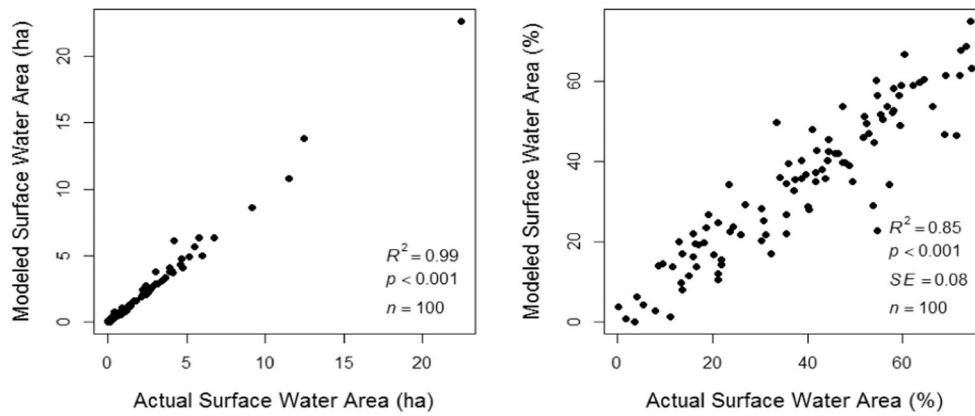 Modeled Surface Water Area (ha)
20
15
10
5
0
R² = 0.99
p < 0.001
n = 100
0 5 10 15 20
Actual Surface Water Area (ha)
Modeled Surface Water Area (%)
60
40
20
0
R² = 0.85
p < 0.001
SE = 0.08
n = 100
0 20 40 60
Actual Surface Water Area (%)